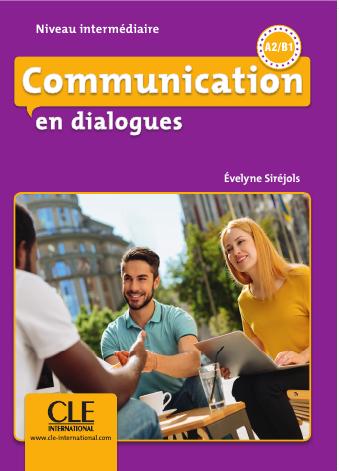 Niveau intermédiaire
A2/B1
Communication
en dialogues
Évelyne Siréjols
CLE
INTERNATIONAL
www.cle-international.com